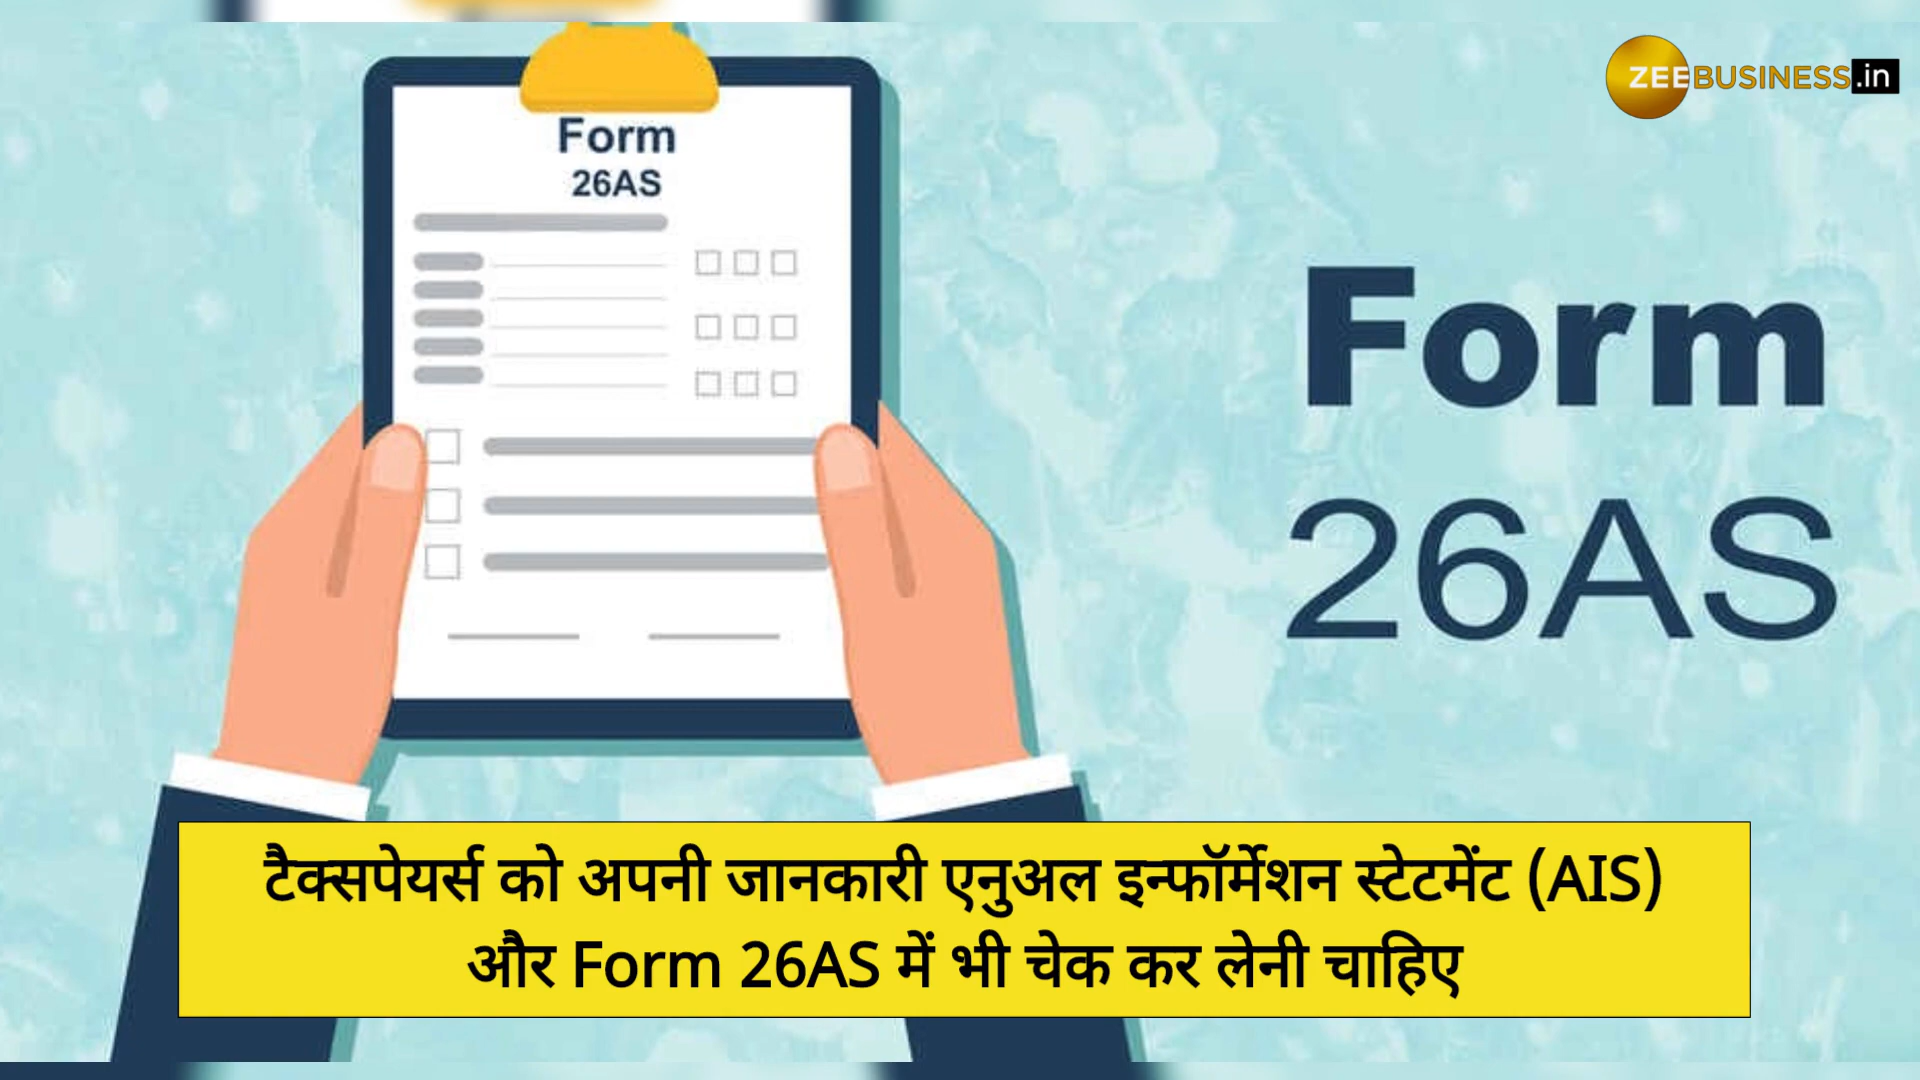 ZEEBUSINESS.in
Form
26AS
Form
26AS
टैक्सपेयर्स को अपनी जानकारी एनुअल इन्फॉर्मेशन स्टेटमेंट (AIS)
और Form 26AS में भी चेक कर लेनी चाहिए